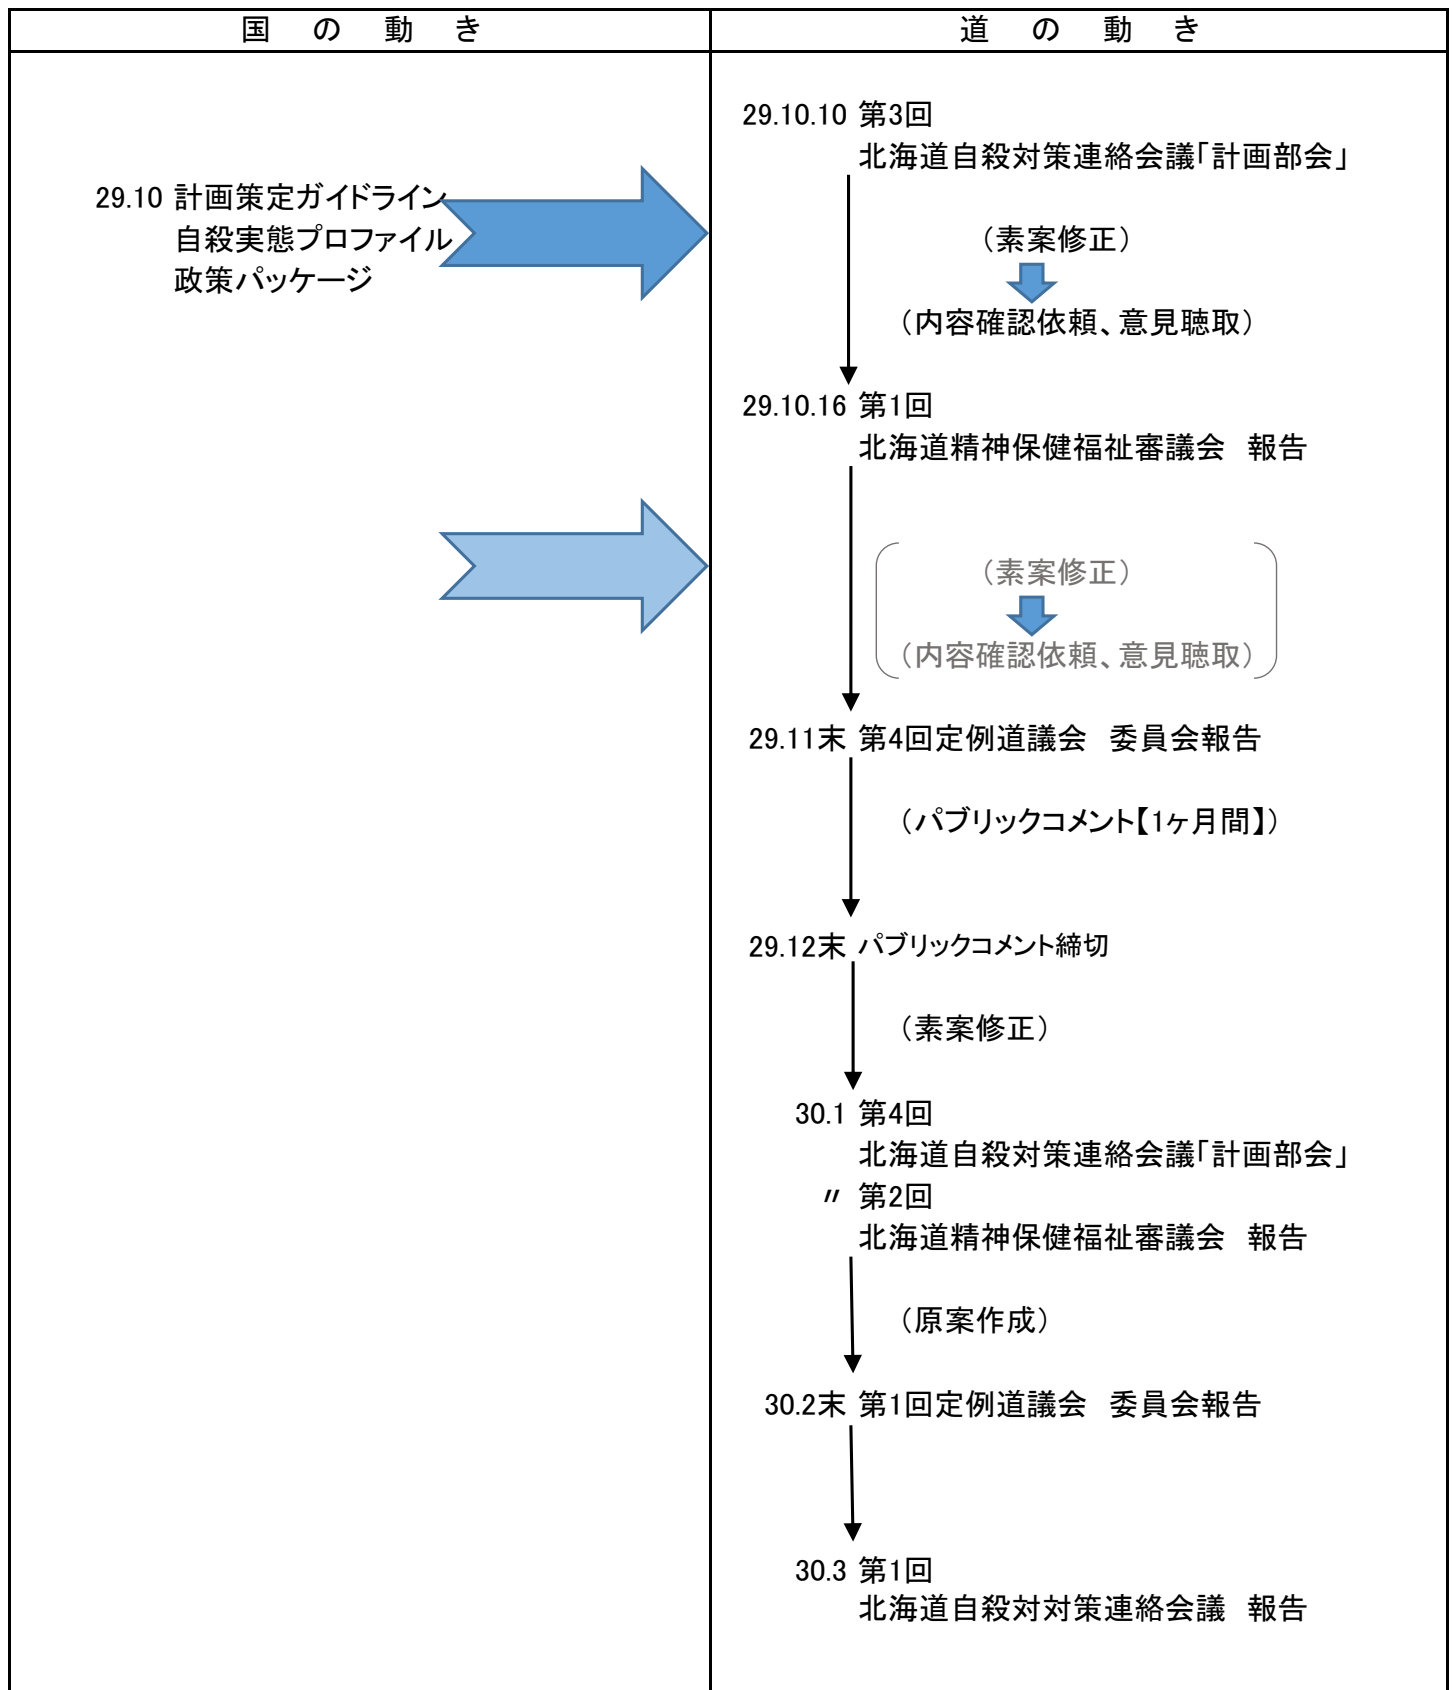 国　の　動　き
道　の　動　き
29.10 計画策定ガイドライン
自殺実態プロファイル
政策パッケージ
29.10.10 第3回
北海道自殺対策連絡会議｢計画部会｣
（素案修正）
（内容確認依頼、意見聴取）
29.10.16 第1回
北海道精神保健福祉審議会　報告
（素案修正）
（内容確認依頼、意見聴取）
29.11末 第4回定例道議会　委員会報告
（パブリックコメント【1ヶ月間】）
29.12末 パブリックコメント締切
（素案修正）
30.1 第4回
北海道自殺対策連絡会議｢計画部会｣
〃 第2回
北海道精神保健福祉審議会　報告
（原案作成）
30.2末 第1回定例道議会　委員会報告
30.3 第1回
北海道自殺対対策連絡会議　報告